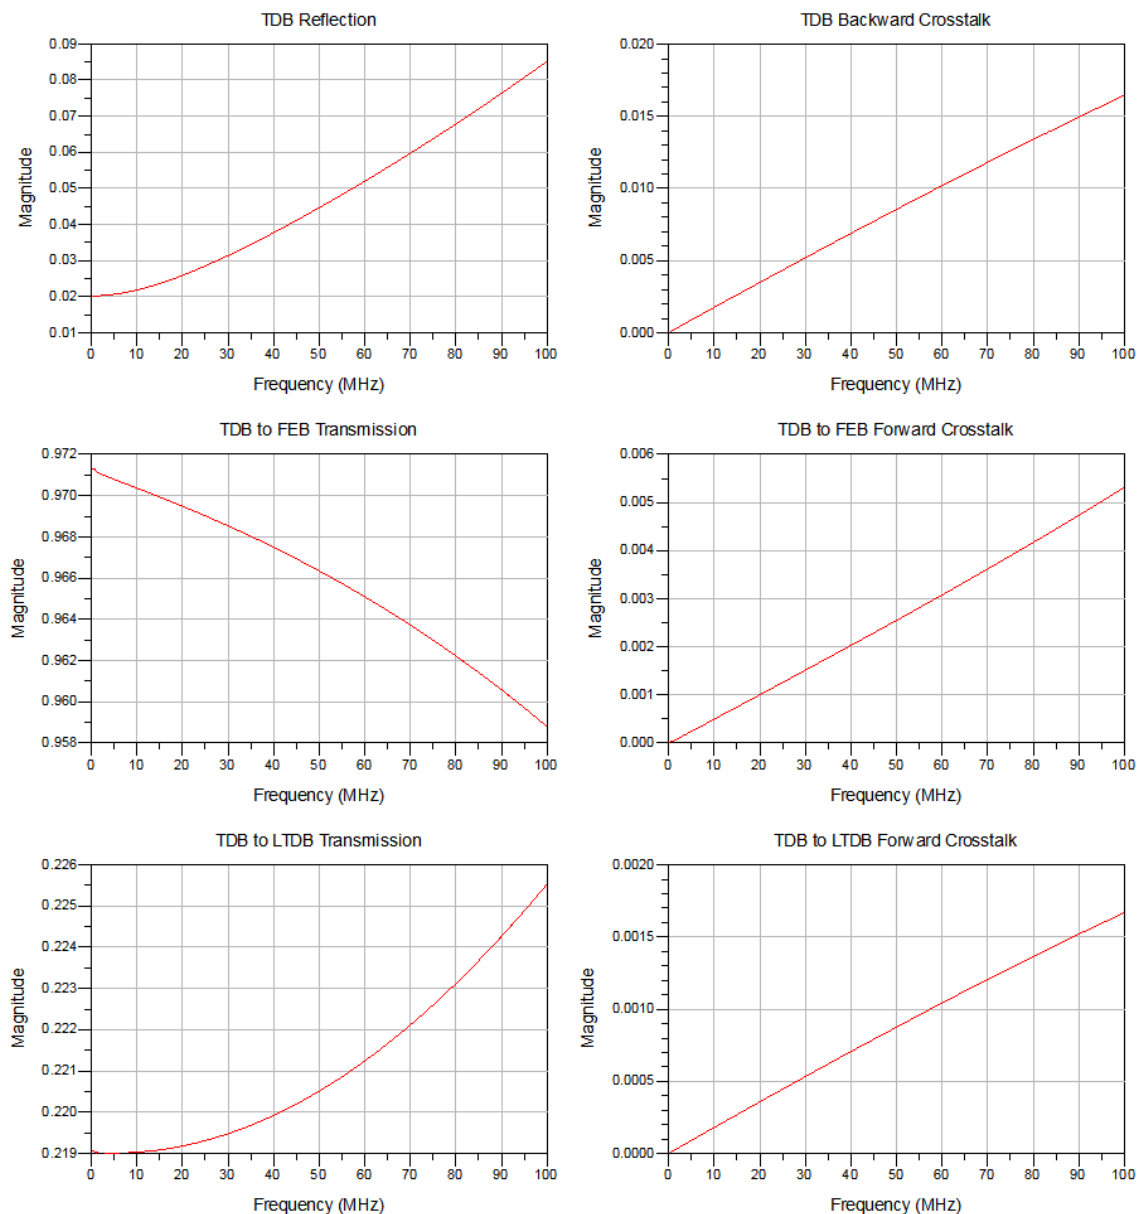 TDB Reflection
0.09
0.08
0.07
0.06
0.05
0.04
0.03
0.02
0.01
Magnitude
0 10 20 30 40 50 60 70 80 90 100
Frequency (MHz)
TDB Backward Crosstalk
0.020
0.015
0.010
0.005
0.000
Magnitude
0 10 20 30 40 50 60 70 80 90 100
Frequency (MHz)
TDB to FEB Transmission
0.972
0.970
0.968
0.966
0.964
0.962
0.960
0.958
Magnitude
0 10 20 30 40 50 60 70 80 90 100
Frequency (MHz)
TDB to FEB Forward Crosstalk
0.006
0.005
0.004
0.003
0.002
0.001
0.000
Magnitude
0 10 20 30 40 50 60 70 80 90 100
Frequency (MHz)
TDB to LTDB Transmission
0.226
0.225
0.224
0.223
0.222
0.221
0.220
0.219
Magnitude
0 10 20 30 40 50 60 70 80 90 100
Frequency (MHz)
TDB to LTDB Forward Crosstalk
0.0020
0.0015
0.0010
0.0005
0.0000
Magnitude
0 10 20 30 40 50 60 70 80 90 100
Frequency (MHz)